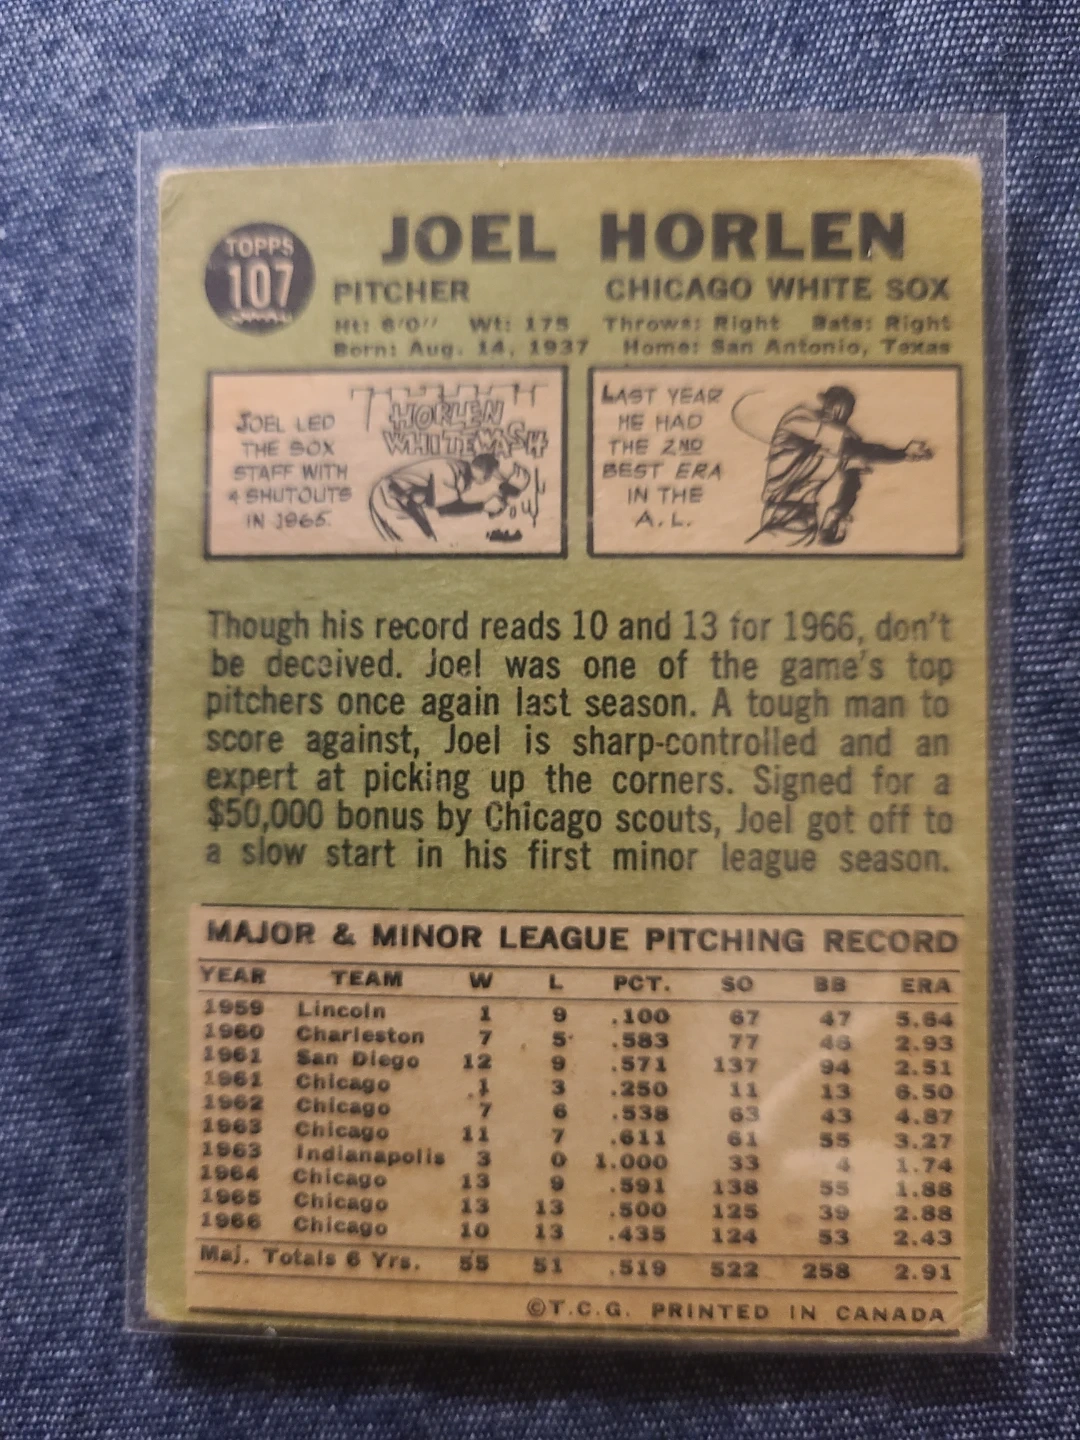 TOPPS
107
JOEL HORLEN
PITCHER CHICAGO WHITE SOX
Ht: 6'0" Wt: 175 Throws: Right Bats: Right
Born: Aug. 14, 1937 Home: San Antonio, Texas
JOEL LED
THE SOX
STAFF WITH
4 SHUTOUTS
IN 1965.
HORLEN
WHITEWASH
LAST YEAR
HE HAD
THE 2ND
BEST ERA
IN THE
A.L.
Though his record reads 10 and 13 for 1966, don't
be deceived. Joel was one of the game's top
pitchers once again last season. A tough man to
score against, Joel is sharp-controlled and an
expert at picking up the corners. Signed for a
$50,000 bonus by Chicago scouts, Joel got off to
a slow start in his first minor league season.
MAJOR & MINOR LEAGUE PITCHING RECORD
YEAR TEAM W L PCT. SO BB ERA
1959 Lincoln 1 9 .100 67 47 5.64
1960 Charleston 7 5 .583 77 46 2.93
1961 San Diego 12 9 .571 137 94 2.51
1961 Chicago 1 3 .250 11 13 6.50
1962 Chicago 7 6 .538 63 43 4.87
1963 Chicago 11 7 .611 61 55 3.27
1963 Indianapolis 3 0 1.000 33 4 1.74
1964 Chicago 13 9 .591 138 55 1.88
1965 Chicago 13 13 .500 125 39 2.88
1966 Chicago 10 13 .435 124 53 2.43
Maj. Totals 6 Yrs. 55 51 .519 522 258 2.91
©T.C.G. PRINTED IN CANADA